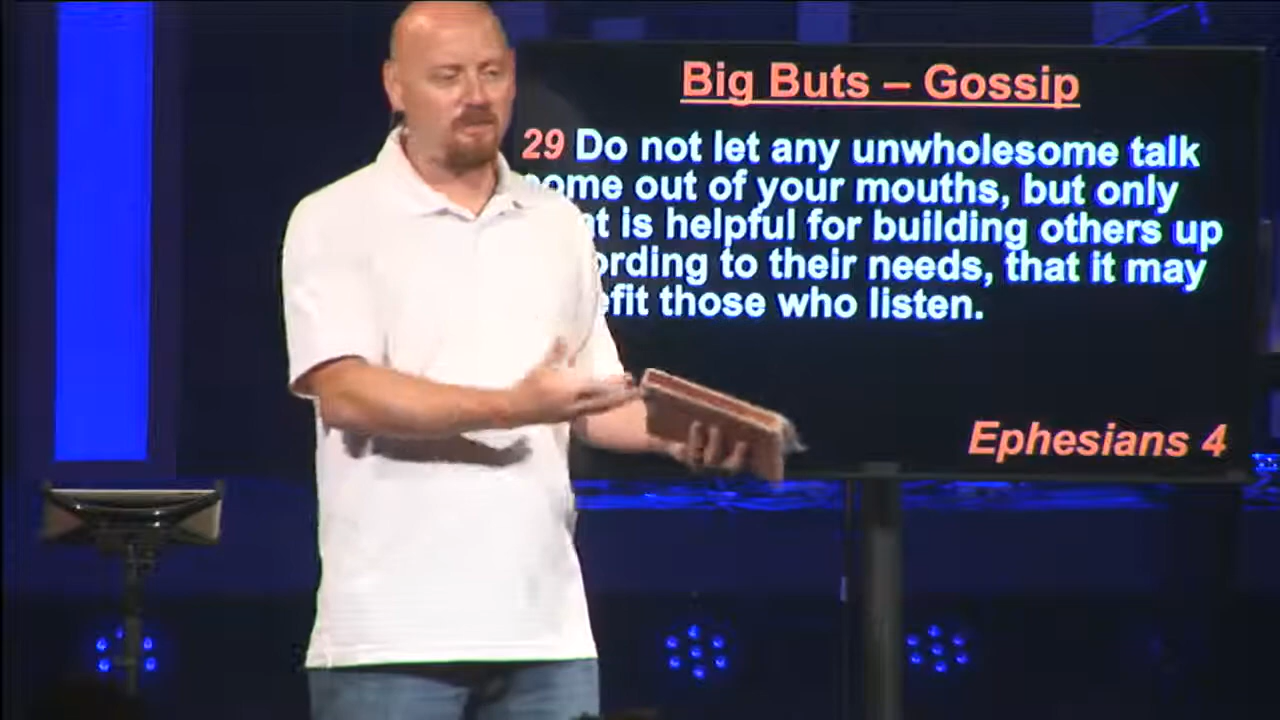 Big Buts – Gossip
29 Do not let any unwholesome talk
come out of your mouths, but only
is helpful for building others up
to their needs, that it may
those who listen.
Ephesians 4